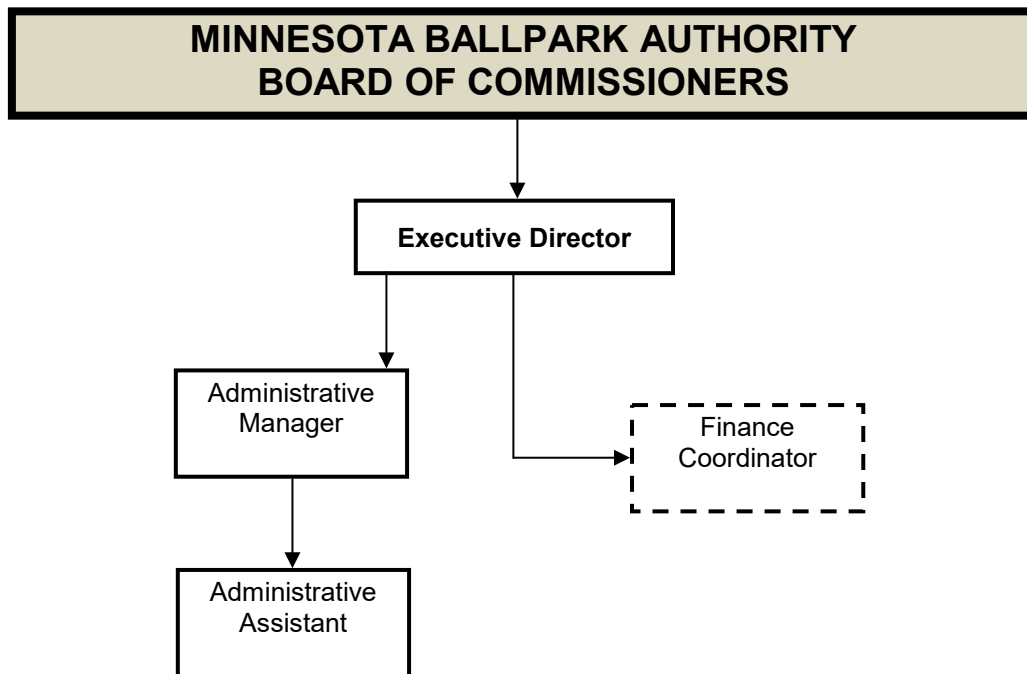 MINNESOTA BALLPARK AUTHORITY
BOARD OF COMMISSIONERS
Executive Director
Administrative
Manager
Finance
Coordinator
Administrative
Assistant